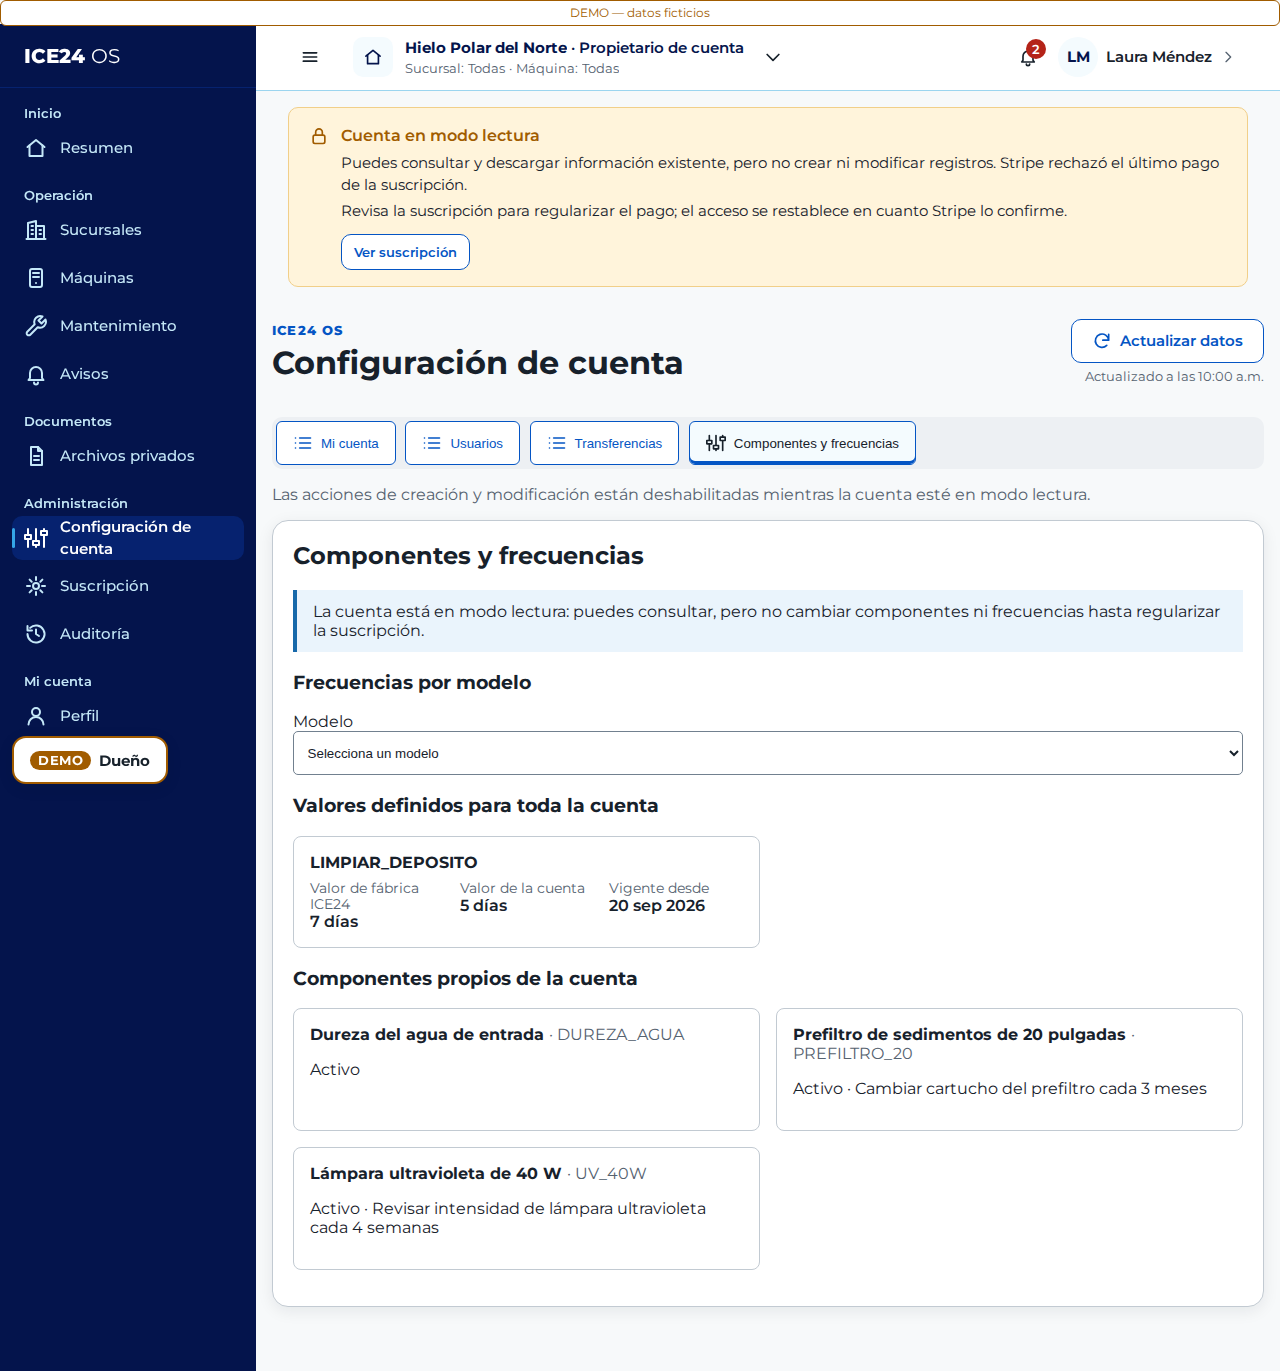 DEMO — datos ficticios
ICE24 OS
Inicio
Resumen
Operación
Sucursales
Máquinas
Mantenimiento
Avisos
Documentos
Archivos privados
Administración
Configuración de
cuenta
Suscripción
Auditoría
Mi cuenta
Perfil
DEMO Dueño
Hielo Polar del Norte · Propietario de cuenta
Sucursal: Todas · Máquina: Todas
2
LM Laura Méndez
Cuenta en modo lectura
Puedes consultar y descargar información existente, pero no crear ni modificar registros. Stripe rechazó el último pago
de la suscripción.
Revisa la suscripción para regularizar el pago; el acceso se restablece en cuanto Stripe lo confirme.
Ver suscripción
ICE24 OS
Configuración de cuenta
Actualizar datos
Actualizado a las 10:00 a.m.
Mi cuenta
Usuarios
Transferencias
Componentes y frecuencias
Las acciones de creación y modificación están deshabilitadas mientras la cuenta esté en modo lectura.
Componentes y frecuencias
La cuenta está en modo lectura: puedes consultar, pero no cambiar componentes ni frecuencias hasta regularizar
la suscripción.
Frecuencias por modelo
Modelo
Selecciona un modelo
Valores definidos para toda la cuenta
LIMPIAR_DEPOSITO
Valor de fábrica
ICE24
7 días
Valor de la cuenta
5 días
Vigente desde
20 sep 2026
Componentes propios de la cuenta
Dureza del agua de entrada · DUREZA_AGUA
Activo
Prefiltro de sedimentos de 20 pulgadas ·
PREFILTRO_20
Activo · Cambiar cartucho del prefiltro cada 3 meses
Lámpara ultravioleta de 40 W · UV_40W
Activo · Revisar intensidad de lámpara ultravioleta
cada 4 semanas